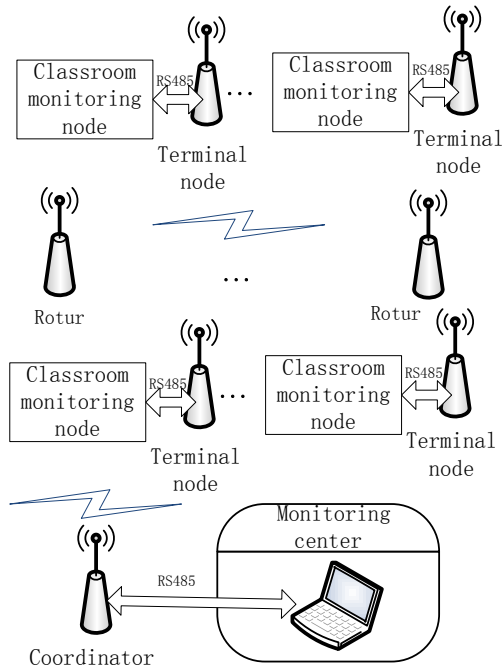 Classroom
monitoring
node
RS485
...
Terminal
node
Classroom
monitoring
node
RS485
Terminal
node
Rotur
...
Rotur
Classroom
monitoring
node
RS485
...
Terminal
node
Classroom
monitoring
node
RS485
Terminal
node
Monitoring
center
RS485
Coordinator